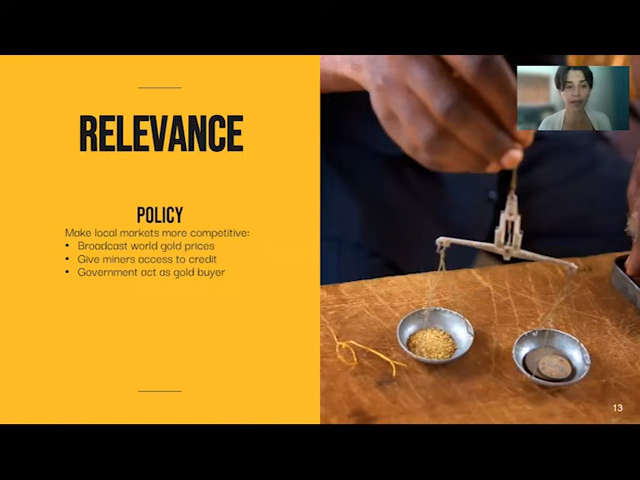 RELEVANCE
POLICY
Make local markets more competitive:
• Broadcast world gold prices
• Give miners access to credit
• Government act as gold buyer
13